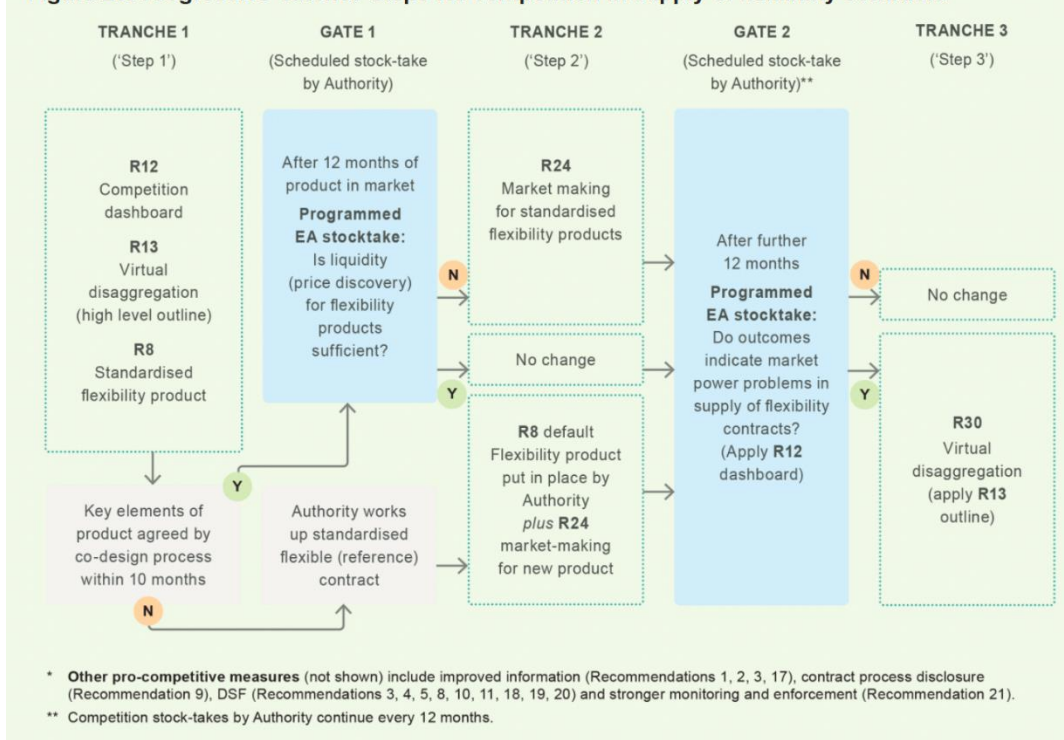 TRANCHE 1
('Step 1')
GATE 1
(Scheduled stock-take
by Authority)
TRANCHE 2
('Step 2')
GATE 2
(Scheduled stock-take
by Authority)**
TRANCHE 3
('Step 3')
R12
Competition
dashboard
R13
Virtual
disaggregation
(high level outline)
R8
Standardised
flexibility product
Key elements of
product agreed by
co-design process
within 10 months
Y
N
After 12 months of
product in market
Programmed
EA stocktake:
Is liquidity
(price discovery)
for flexibility
products
sufficient?
N
Y
Authority works
up standardised
flexible (reference)
contract
R24
Market making
for standardised
flexibility products
No change
R8 default
Flexibility product
put in place by
Authority
plus R24
market-making
for new product
After further
12 months
Programmed
EA stocktake:
Do outcomes
indicate market
power problems in
supply of flexibility
contracts?
(Apply R12
dashboard)
N
Y
No change
R30
Virtual
disaggregation
(apply R13
outline)
* Other pro-competitive measures (not shown) include improved information (Recommendations 1, 2, 3, 17), contract process disclosure
(Recommendation 9), DSF (Recommendations 3, 4, 5, 8, 10, 11, 18, 19, 20) and stronger monitoring and enforcement (Recommendation 21).
** Competition stock-takes by Authority continue every 12 months.